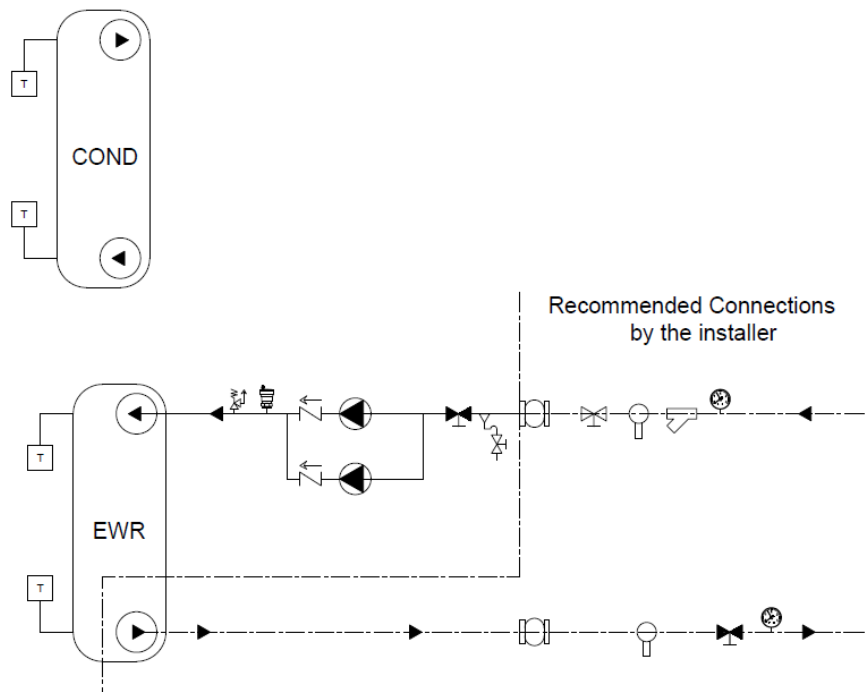 T
COND
T
Recommended Connections
by the installer
T
EWR
T